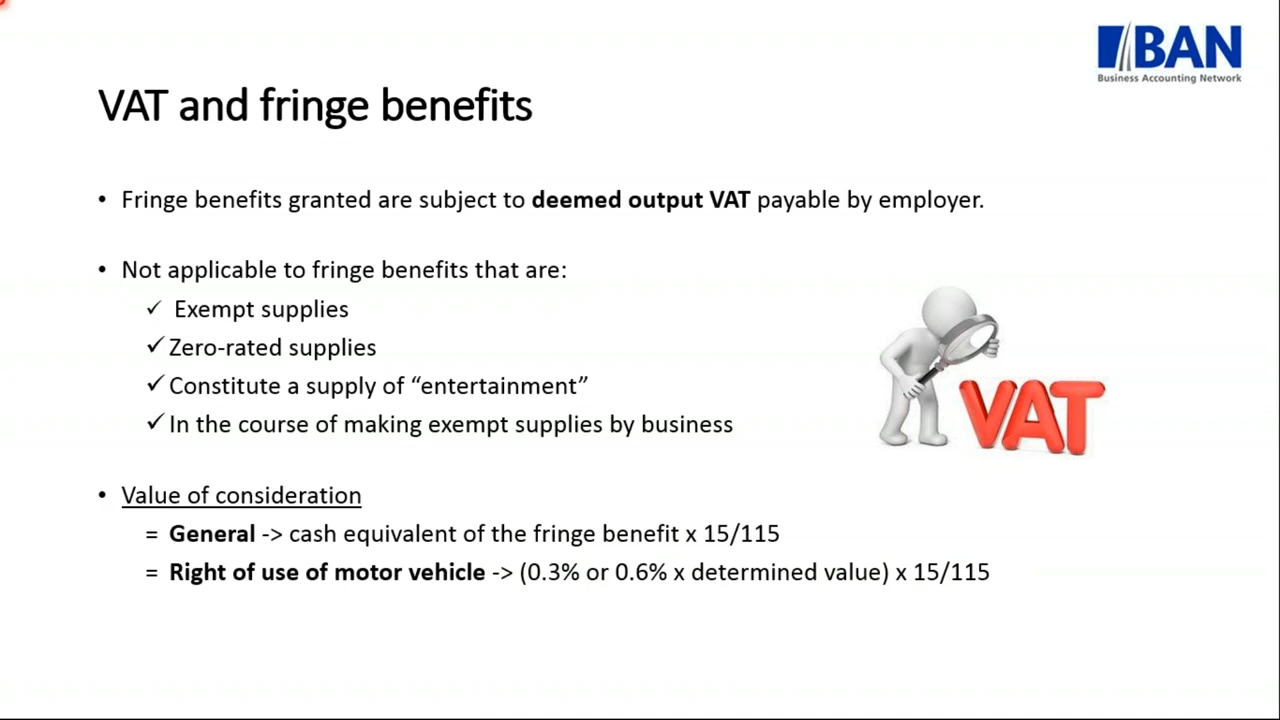 BAN
Business Accounting Network
VAT and fringe benefits
• Fringe benefits granted are subject to deemed output VAT payable by employer.
• Not applicable to fringe benefits that are:
✓ Exempt supplies
✓ Zero-rated supplies
✓ Constitute a supply of “entertainment”
✓ In the course of making exempt supplies by business
VAT
• Value of consideration
= General -> cash equivalent of the fringe benefit x 15/115
= Right of use of motor vehicle -> (0.3% or 0.6% x determined value) x 15/115